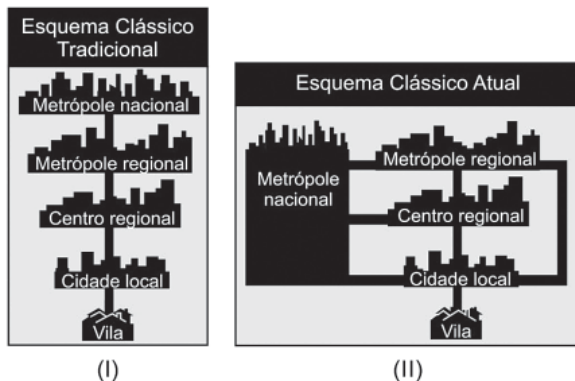 Esquema Clássico
Tradicional
Metrópole nacional
Metrópole regional
Centro regional
Cidade local
Vila
(I)
Esquema Clássico Atual
Metrópole
nacional
Metrópole regional
Centro regional
Cidade local
Vila
(II)